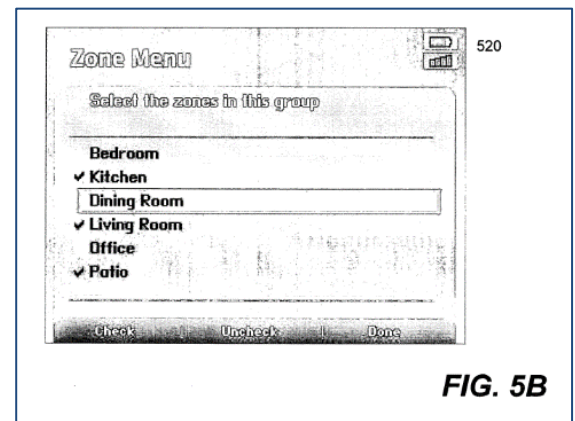 520
Zone Menu
Select the zones in this group
Bedroom
✓ Kitchen
Dining Room
✓ Living Room
Office
✓ Patio
Check Uncheck Done
FIG. 5B